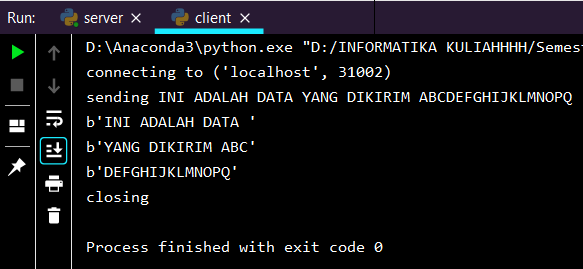 Run: server × client ×
D:\Anaconda3\python.exe "D:/INFORMATIKA KULIAHHHH/Semes
connecting to ('localhost', 31002)
sending INI ADALAH DATA YANG DIKIRIM ABCDEFGHIJKLMNOPQ
b'INI ADALAH DATA '
b'YANG DIKIRIM ABC'
b'DEFGHIJKLMNOPQ'
closing
Process finished with exit code 0